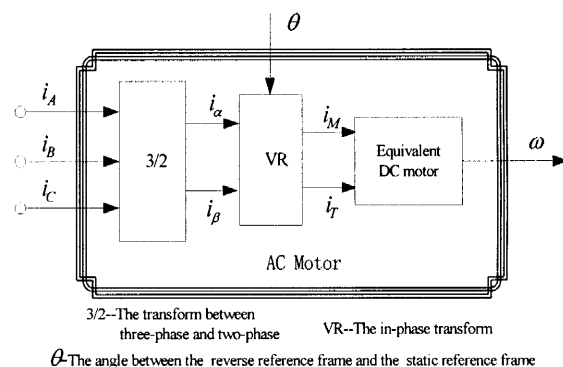 θ
i_A
i_B
i_C
3/2
i_α
i_β
VR
i_M
i_T
Equivalent
DC motor
ω
AC Motor
3/2--The transform between
three-phase and two-phase
VR--The in-phase transform
θ-The angle between the reverse reference frame and the static reference frame